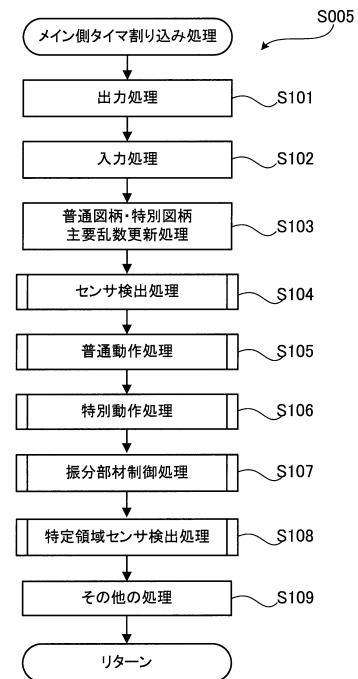 S005
メイン側タイマ割り込み処理
出力処理
S101
入力処理
S102
普通図柄・特別図柄
主要乱数更新処理
S103
センサ検出処理
S104
普通動作処理
S105
特別動作処理
S106
振分部材制御処理
S107
特定領域センサ検出処理
S108
その他の処理
S109
リターン